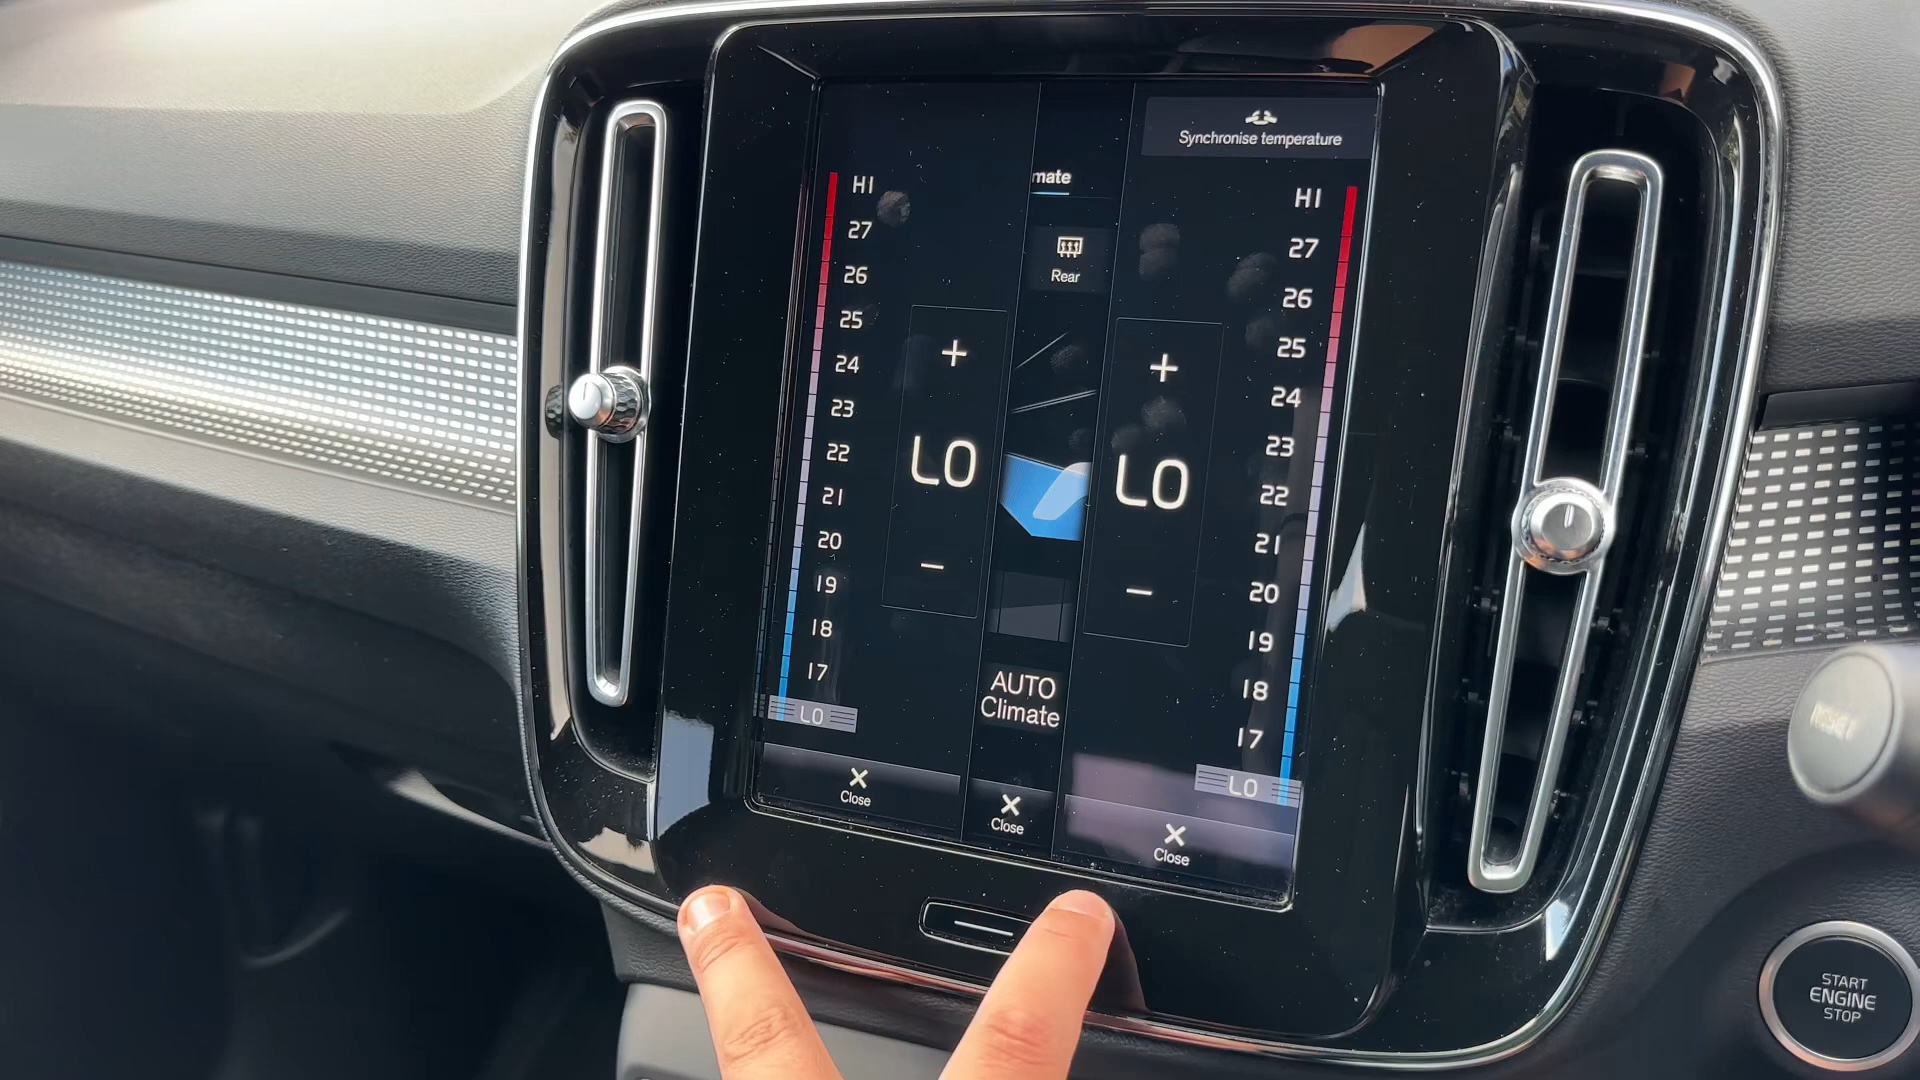 HI
27
26
25
24
23
22
21
20
19
18
17
LO
+
LO
−
Close
mate
Rear
AUTO
Climate
Close
Synchronise temperature
+
LO
−
HI
27
26
25
24
23
22
21
20
19
18
17
LO
Close
START
ENGINE
STOP